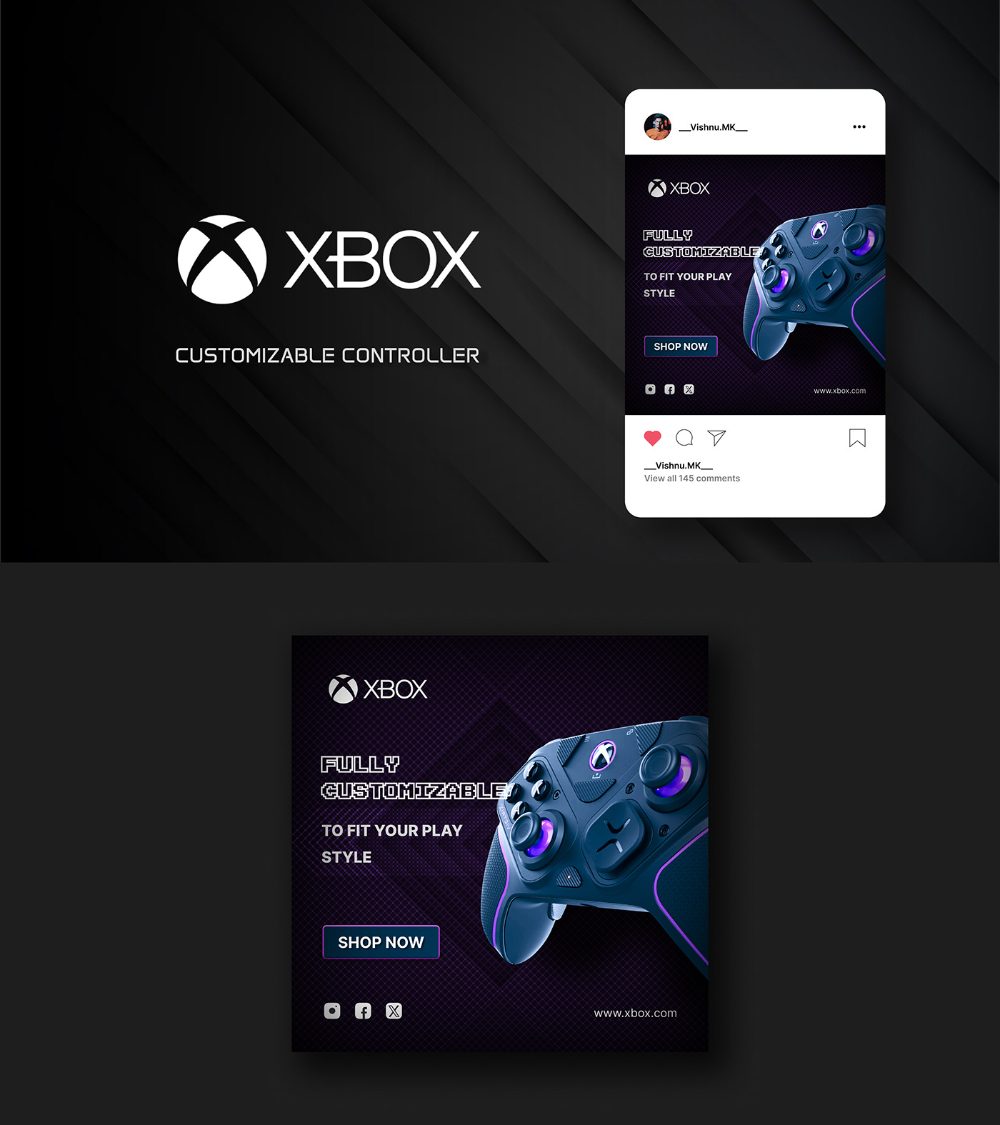 XBOX
CUSTOMIZABLE CONTROLLER
__Vishnu.MK__
XBOX
FULLY
CUSTOMIZABLE
TO FIT YOUR PLAY
STYLE
SHOP NOW
www.xbox.com
__Vishnu.MK__
View all 145 comments
XBOX
FULLY
CUSTOMIZABLE
TO FIT YOUR PLAY
STYLE
SHOP NOW
www.xbox.com